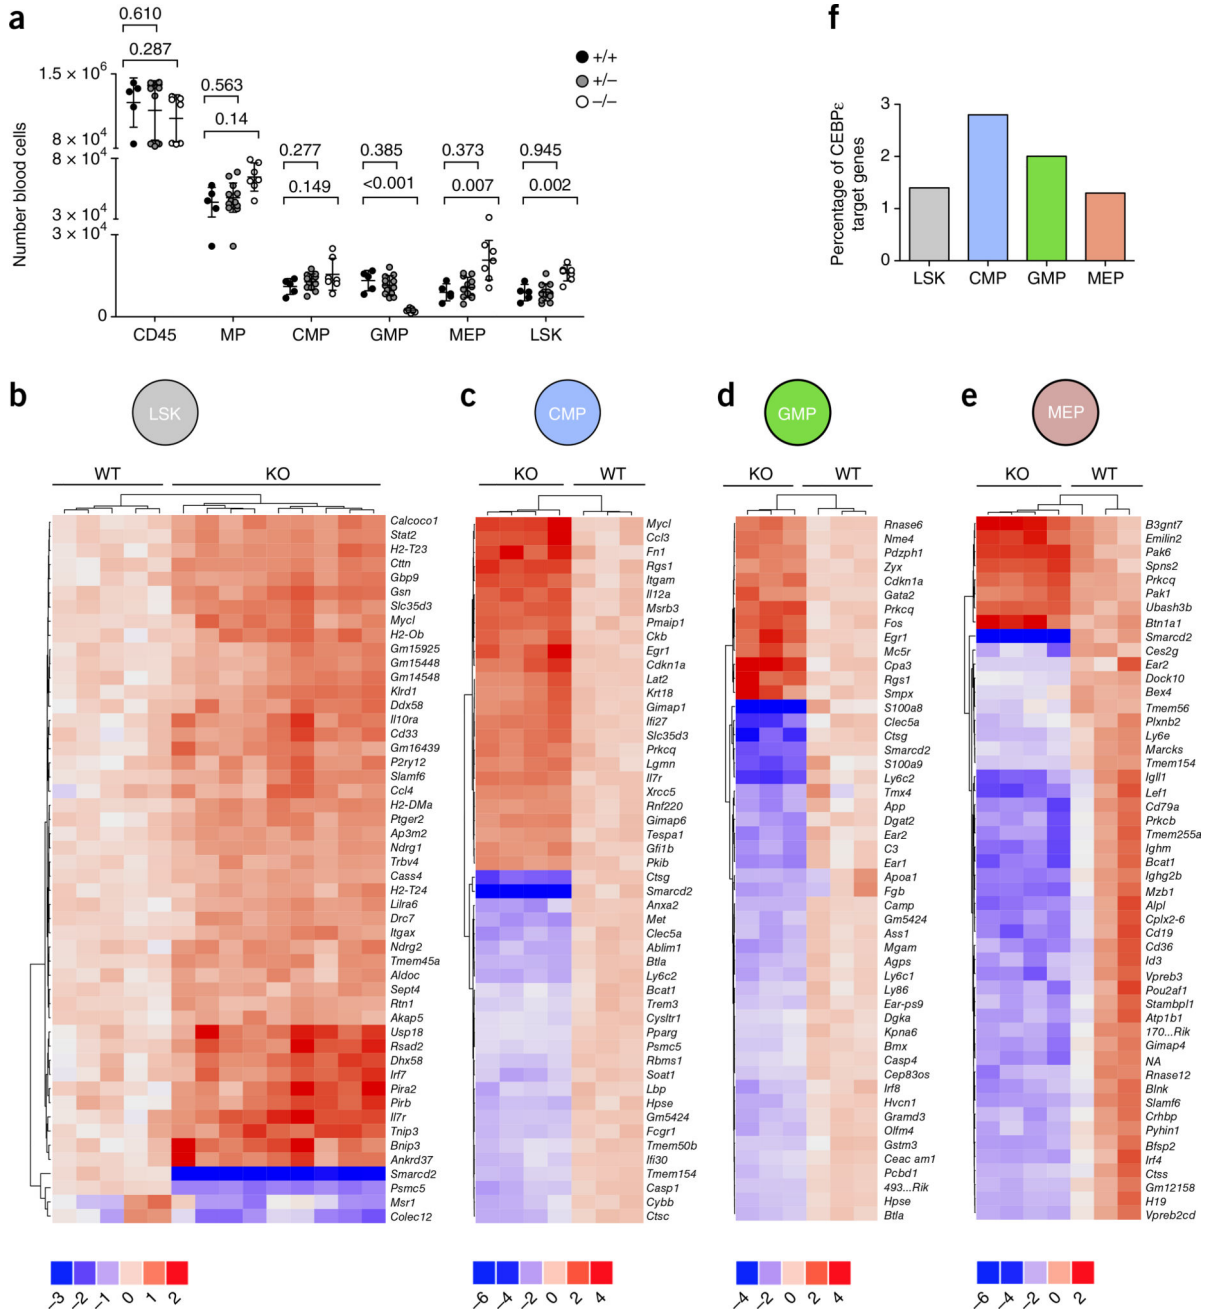 a
0.610
0.287
1.5 × 10⁶
8 × 10⁴
8 × 10⁴
3 × 10⁴
3 × 10⁴
0
Number blood cells
0.563
0.14
0.277
0.149
0.385
<0.001
0.373
0.007
0.945
0.002
+/+
+/−
−/−
CD45 MP CMP GMP MEP LSK
f
Percentage of CEBPε
target genes
3
2
1
0
LSK CMP GMP MEP
b
LSK
WT KO
Calcoco1
Stat2
H2-T23
Cttn
Gbp9
Gsn
Slc35d3
Mycl
H2-Ob
Gm15925
Gm15448
Gm14548
Klrd1
Ddx58
Il10ra
Cd33
Gm16439
P2ry12
Slamf6
Ccl4
H2-DMa
Ptger2
Ap3m2
Ndrg1
Trbv4
Cass4
H2-T24
Lilra6
Drc7
Itgax
Ndrg2
Tmem45a
Aldoc
Sept4
Rtn1
Akap5
Usp18
Rsad2
Dhx58
Irf7
Pira2
Pirb
Il7r
Tnip3
Bnip3
Ankrd37
Smarcd2
Psmc5
Msr1
Colec12
−3 −2 −1 0 1 2
c
CMP
KO WT
Mycl
Ccl3
Fn1
Rgs1
Itgam
Il12a
Msrb3
Pmaip1
Ckb
Egr1
Cdkn1a
Lat2
Krt18
Gimap1
Ifi27
Slc35d3
Prkcq
Lgmn
Il7r
Xrcc5
Rnf220
Gimap6
Tespa1
Gfi1b
Pkib
Ctsg
Smarcd2
Anxa2
Met
Clec5a
Ablim1
Btla
Ly6c2
Bcat1
Trem3
Cysltr1
Pparg
Psmc5
Rbms1
Soat1
Lbp
Hpse
Gm5424
Fcgr1
Tmem50b
Ifi30
Tmem154
Casp1
Cybb
Ctsc
−6 −4 −2 0 2 4
d
GMP
KO WT
Rnase6
Nme4
Pdzph1
Zyx
Cdkn1a
Gata2
Prkcq
Fos
Egr1
Mc5r
Cpa3
Rgs1
Smpx
S100a8
Clec5a
Ctsg
Smarcd2
S100a9
Ly6c2
Tmx4
App
Dgat2
Ear2
C3
Ear1
Apoa1
Fgb
Camp
Gm5424
Ass1
Mgam
Agps
Ly6c1
Ly86
Ear-ps9
Dgka
Kpna6
Bmx
Casp4
Cep83os
Irf8
Hvcn1
Gramd3
Olfm4
Gstm3
Ceac am1
Pcbd1
493...Rik
Hpse
Btla
−4 −2 0 2 4
e
MEP
KO WT
B3gnt7
Emilin2
Pak6
Spns2
Prkcq
Pak1
Ubash3b
Btn1a1
Smarcd2
Ces2g
Ear2
Dock10
Bex4
Tmem56
Plxnb2
Ly6e
Marcks
Tmem154
Igll1
Lef1
Cd79a
Prkcb
Tmem255a
Ighm
Bcat1
Ighg2b
Mzb1
Alpl
Cplx2-6
Cd19
Cd36
Id3
Vpreb3
Pou2af1
Stambpl1
Atp1b1
170...Rik
Gimap4
NA
Rnase12
Blnk
Slamf6
Crhbp
Pyhin1
Bfsp2
Irf4
Ctss
Gm12158
H19
Vpreb2cd
−6 −4 −2 0 2